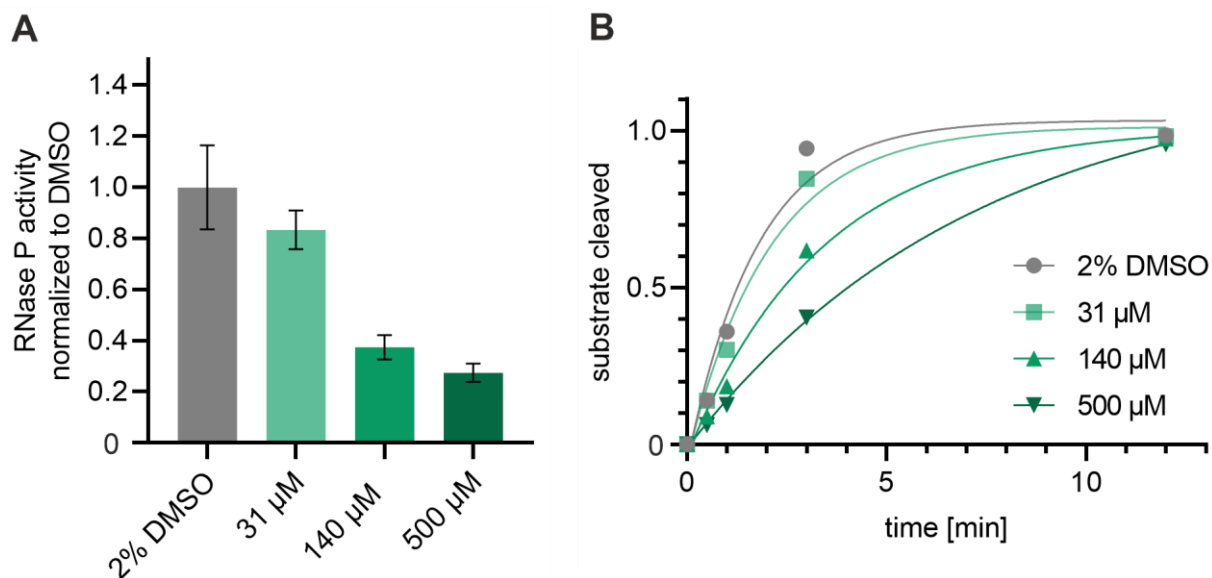 A
RNase P activity
normalized to DMSO
1.4
1.2
1.0
0.8
0.6
0.4
0.2
0
2% DMSO
31 µM
140 µM
500 µM
B
substrate cleaved
1.0
0.5
0
0
5
10
time [min]
2% DMSO
31 µM
140 µM
500 µM